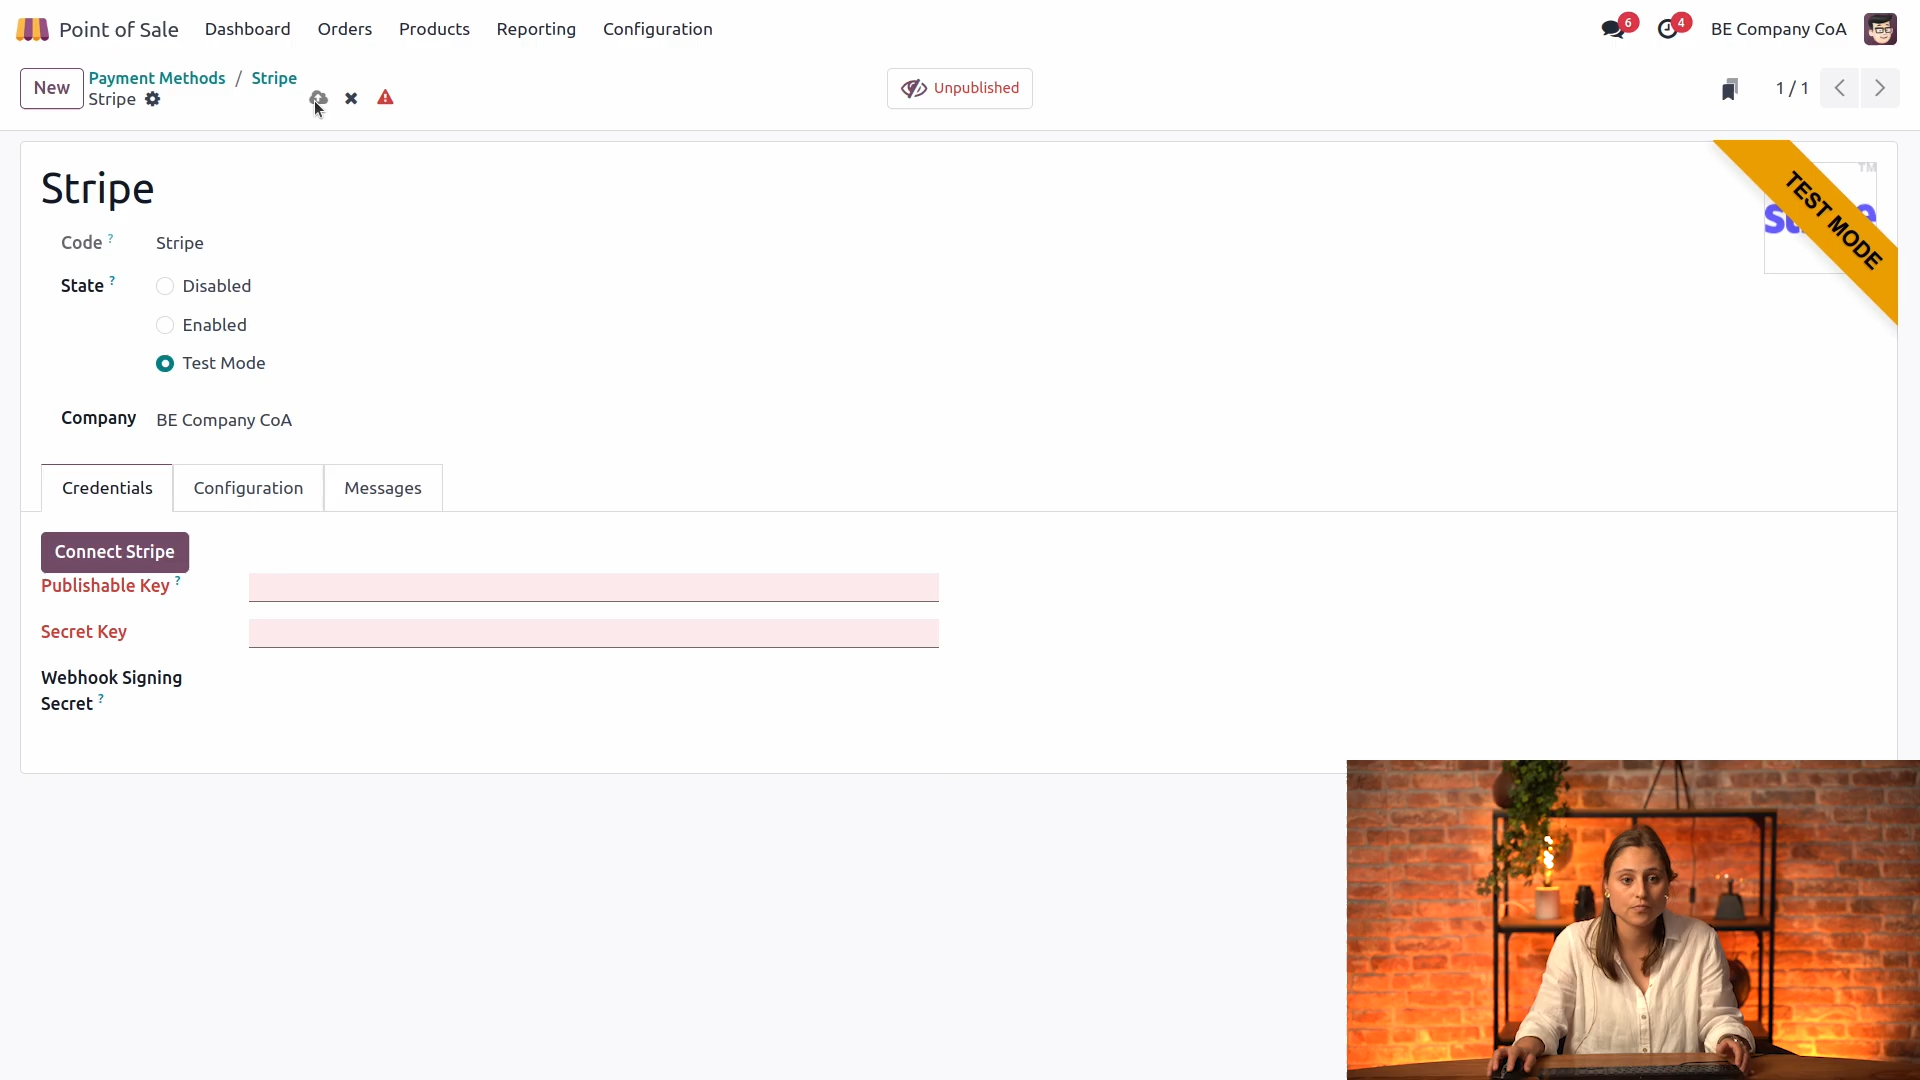 Point of Sale Dashboard Orders Products Reporting Configuration 6 4 BE Company CoA
New Payment Methods / Stripe
Stripe
Unpublished
1 / 1
Stripe
TM
TEST MODE
Code ? Stripe
State ? Disabled
Enabled
Test Mode
Company BE Company CoA
Credentials Configuration Messages
Connect Stripe
Publishable Key ?
Secret Key
Webhook Signing
Secret ?